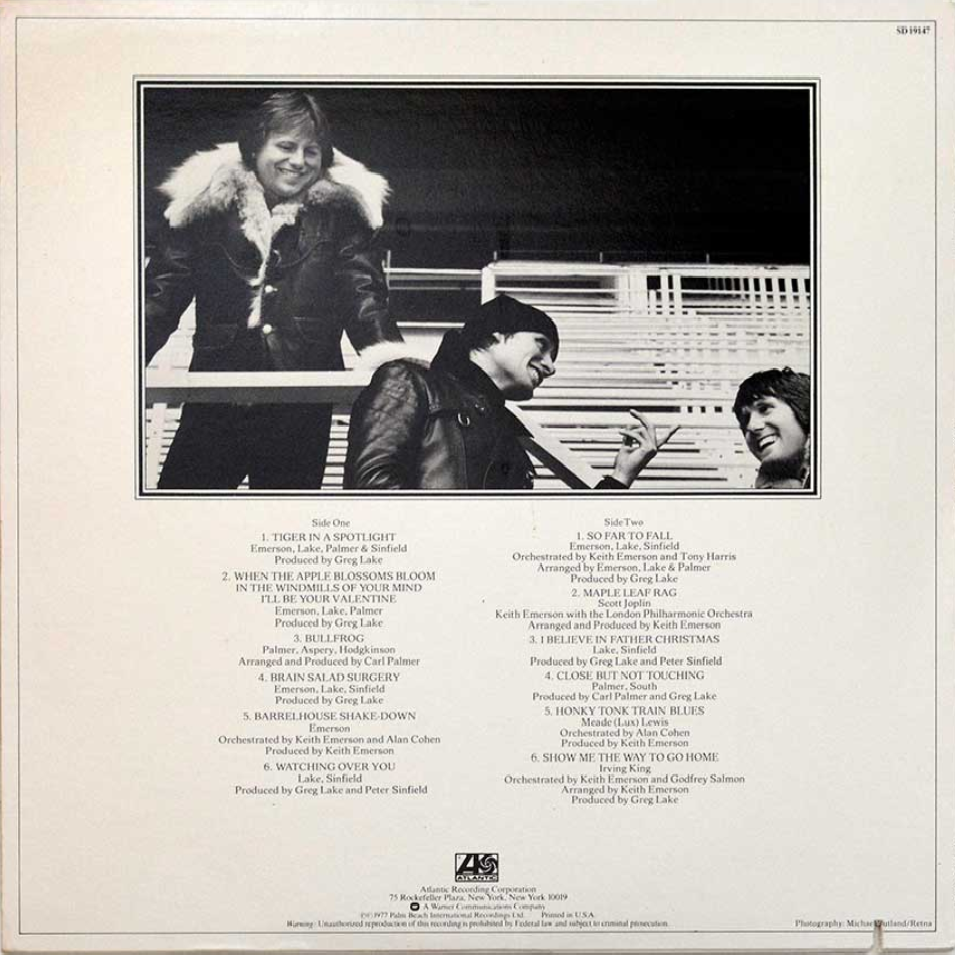 SD 19147
Side One
1. TIGER IN A SPOTLIGHT
Emerson, Lake, Palmer & Sinfield
Produced by Greg Lake
2. WHEN THE APPLE BLOSSOMS BLOOM
IN THE WINDMILLS OF YOUR MIND
I'LL BE YOUR VALENTINE
Emerson, Lake, Palmer
Produced by Greg Lake
3. BULLFROG
Palmer, Aspery, Hodgkinson
Arranged and Produced by Carl Palmer
4. BRAIN SALAD SURGERY
Emerson, Lake, Sinfield
Produced by Greg Lake
5. BARRELHOUSE SHAKE-DOWN
Emerson
Orchestrated by Keith Emerson and Alan Cohen
Produced by Keith Emerson
6. WATCHING OVER YOU
Lake, Sinfield
Produced by Greg Lake and Peter Sinfield
Side Two
1. SO FAR TO FALL
Emerson, Lake, Sinfield
Orchestrated by Keith Emerson and Tony Harris
Arranged by Emerson, Lake & Palmer
Produced by Greg Lake
2. MAPLE LEAF RAG
Scott Joplin
Keith Emerson with the London Philharmonic Orchestra
Arranged and Produced by Keith Emerson
3. I BELIEVE IN FATHER CHRISTMAS
Lake, Sinfield
Produced by Greg Lake and Peter Sinfield
4. CLOSE BUT NOT TOUCHING
Palmer, South
Produced by Carl Palmer and Greg Lake
5. HONKY TONK TRAIN BLUES
Meade (Lux) Lewis
Orchestrated by Alan Cohen
Produced by Keith Emerson
6. SHOW ME THE WAY TO GO HOME
Irving King
Orchestrated by Keith Emerson and Godfrey Salmon
Arranged by Keith Emerson
Produced by Greg Lake
ATLANTIC
Atlantic Recording Corporation
75 Rockefeller Plaza, New York, New York 10019
A Warner Communications Company
©℗ 1977 Palm Beach International Recordings Ltd. Printed in U.S.A.
Warning: Unauthorized reproduction of this recording is prohibited by Federal law and subject to criminal prosecution.
Photography: Michael /Retna